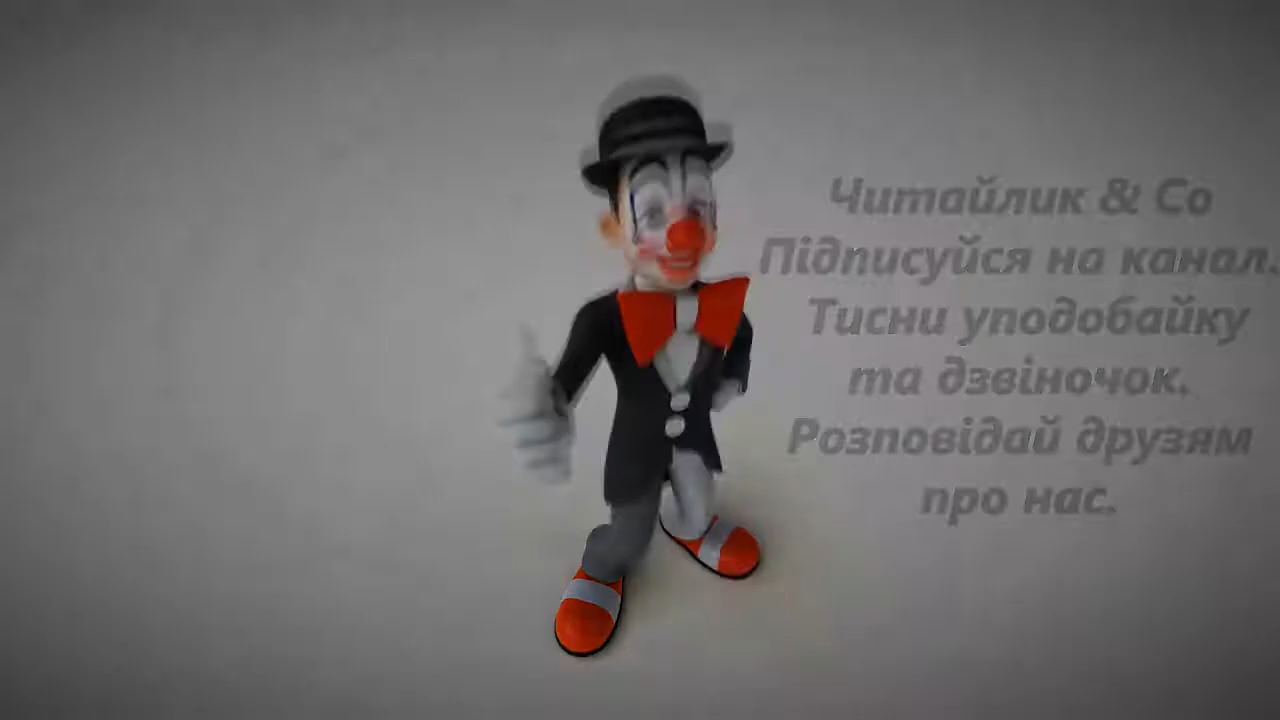 Читайлик & Co
Підписуйся на канал.
Тисни уподобайку
та дзвіночок.
Розповідай друзям
про нас.